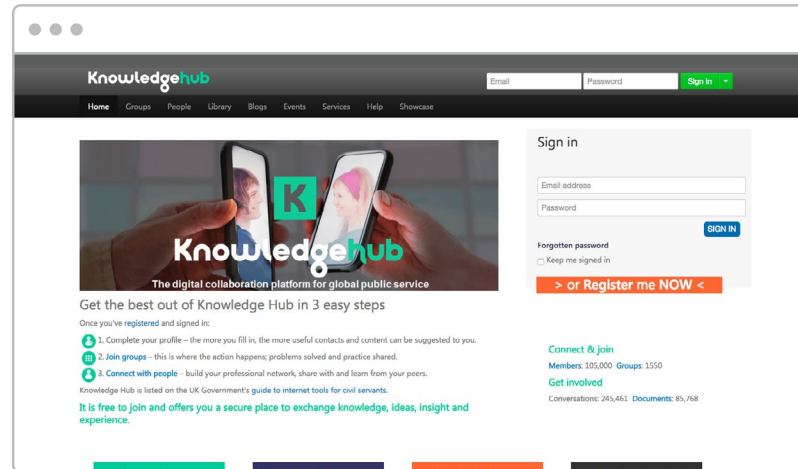 Knowledgehub
Email Password Sign in
Home Groups People Library Blogs Events Services Help Showcase
K
Knowledgehub
The digital collaboration platform for global public service
Sign in
Email address
Password
SIGN IN
Forgotten password
Keep me signed in
> or Register me NOW <
Get the best out of Knowledge Hub in 3 easy steps
Once you've registered and signed in:
1. Complete your profile – the more you fill in, the more useful contacts and content can be suggested to you.
2. Join groups – this is where the action happens; problems solved and practice shared.
3. Connect with people – build your professional network, share with and learn from your peers.
Knowledge Hub is listed on the UK Government's guide to internet tools for civil servants.
It is free to join and offers you a secure place to exchange knowledge, ideas, insight and
experience.
Connect & join
Members: 105,000 Groups: 1550
Get involved
Conversations: 245,461 Documents: 85,768